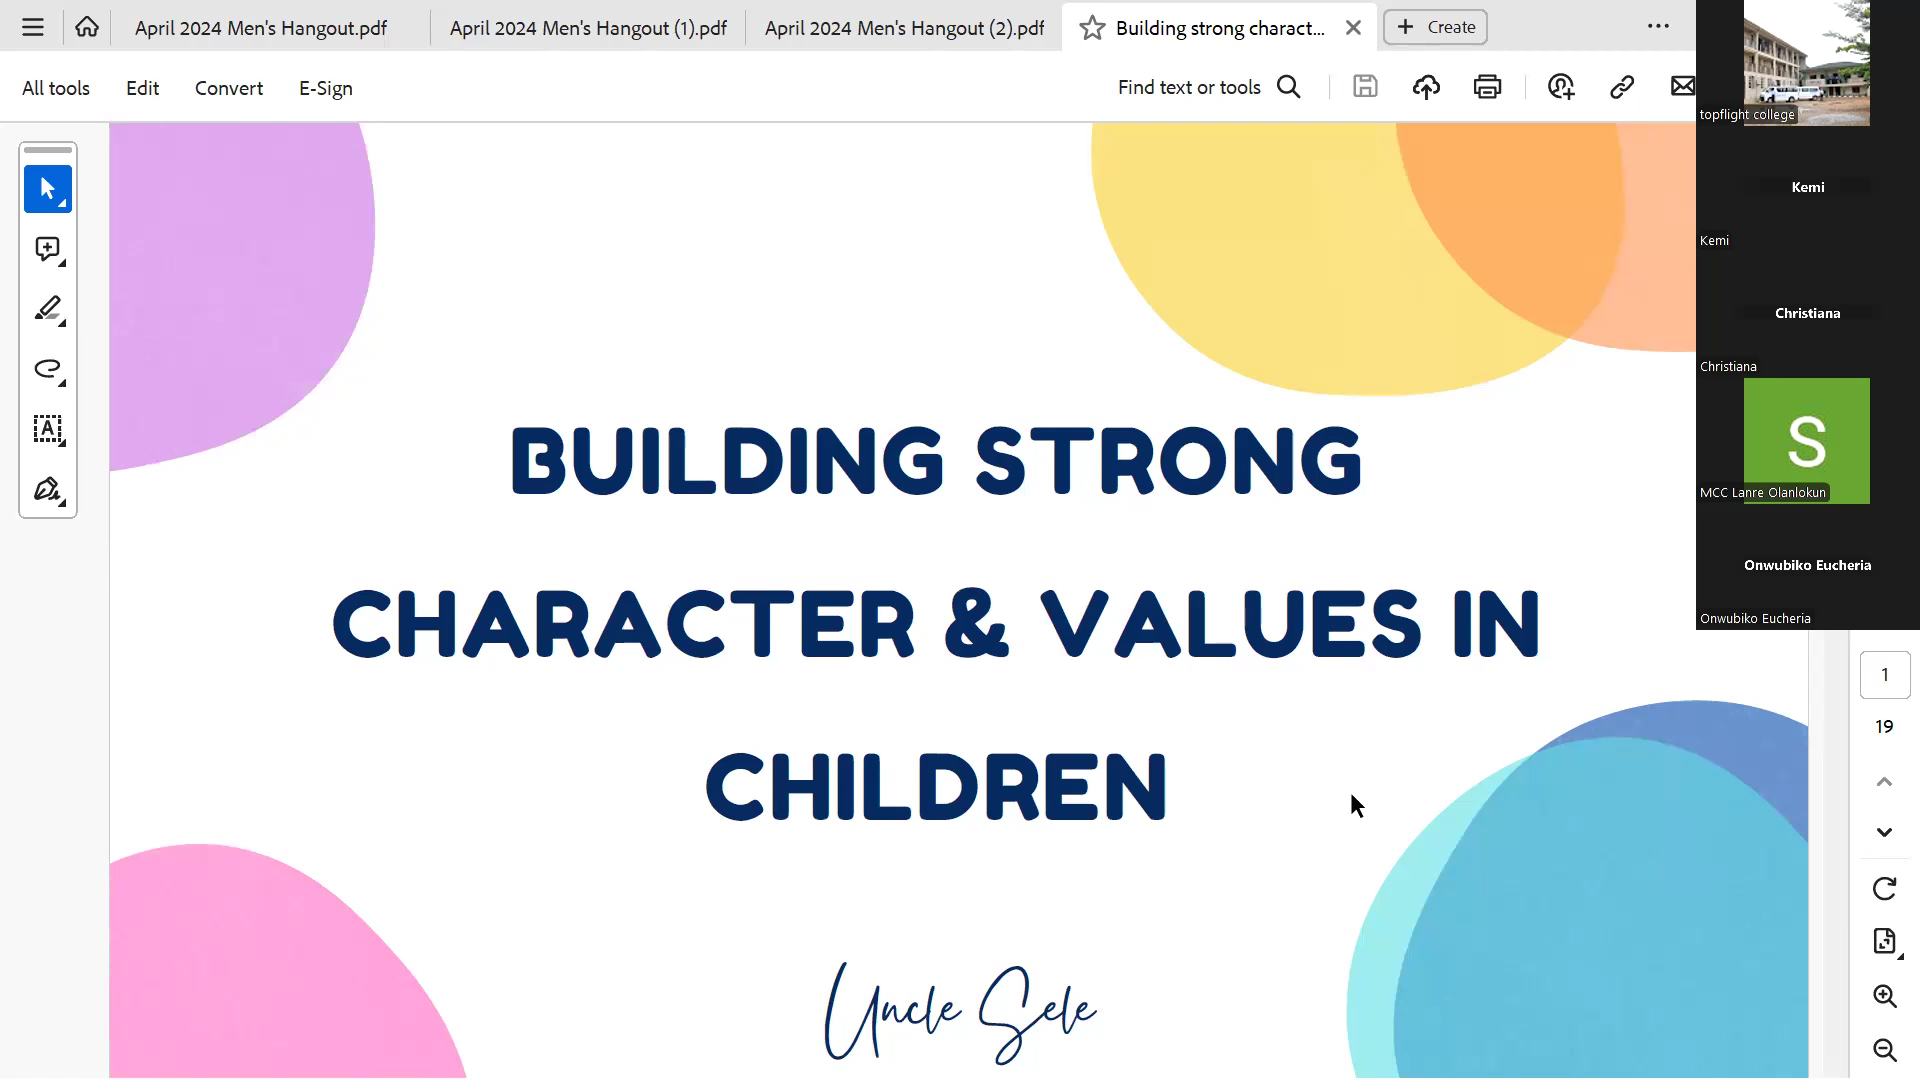 April 2024 Men's Hangout.pdf
April 2024 Men's Hangout (1).pdf
April 2024 Men's Hangout (2).pdf
Building strong charact...
Create
All tools
Edit
Convert
E-Sign
Find text or tools
BUILDING STRONG
CHARACTER & VALUES IN
CHILDREN
Uncle Sele
topflight college
Kemi
Kemi
Christiana
Christiana
S
MCC Lanre Olanlokun
Onwubiko Eucheria
Onwubiko Eucheria
1
19